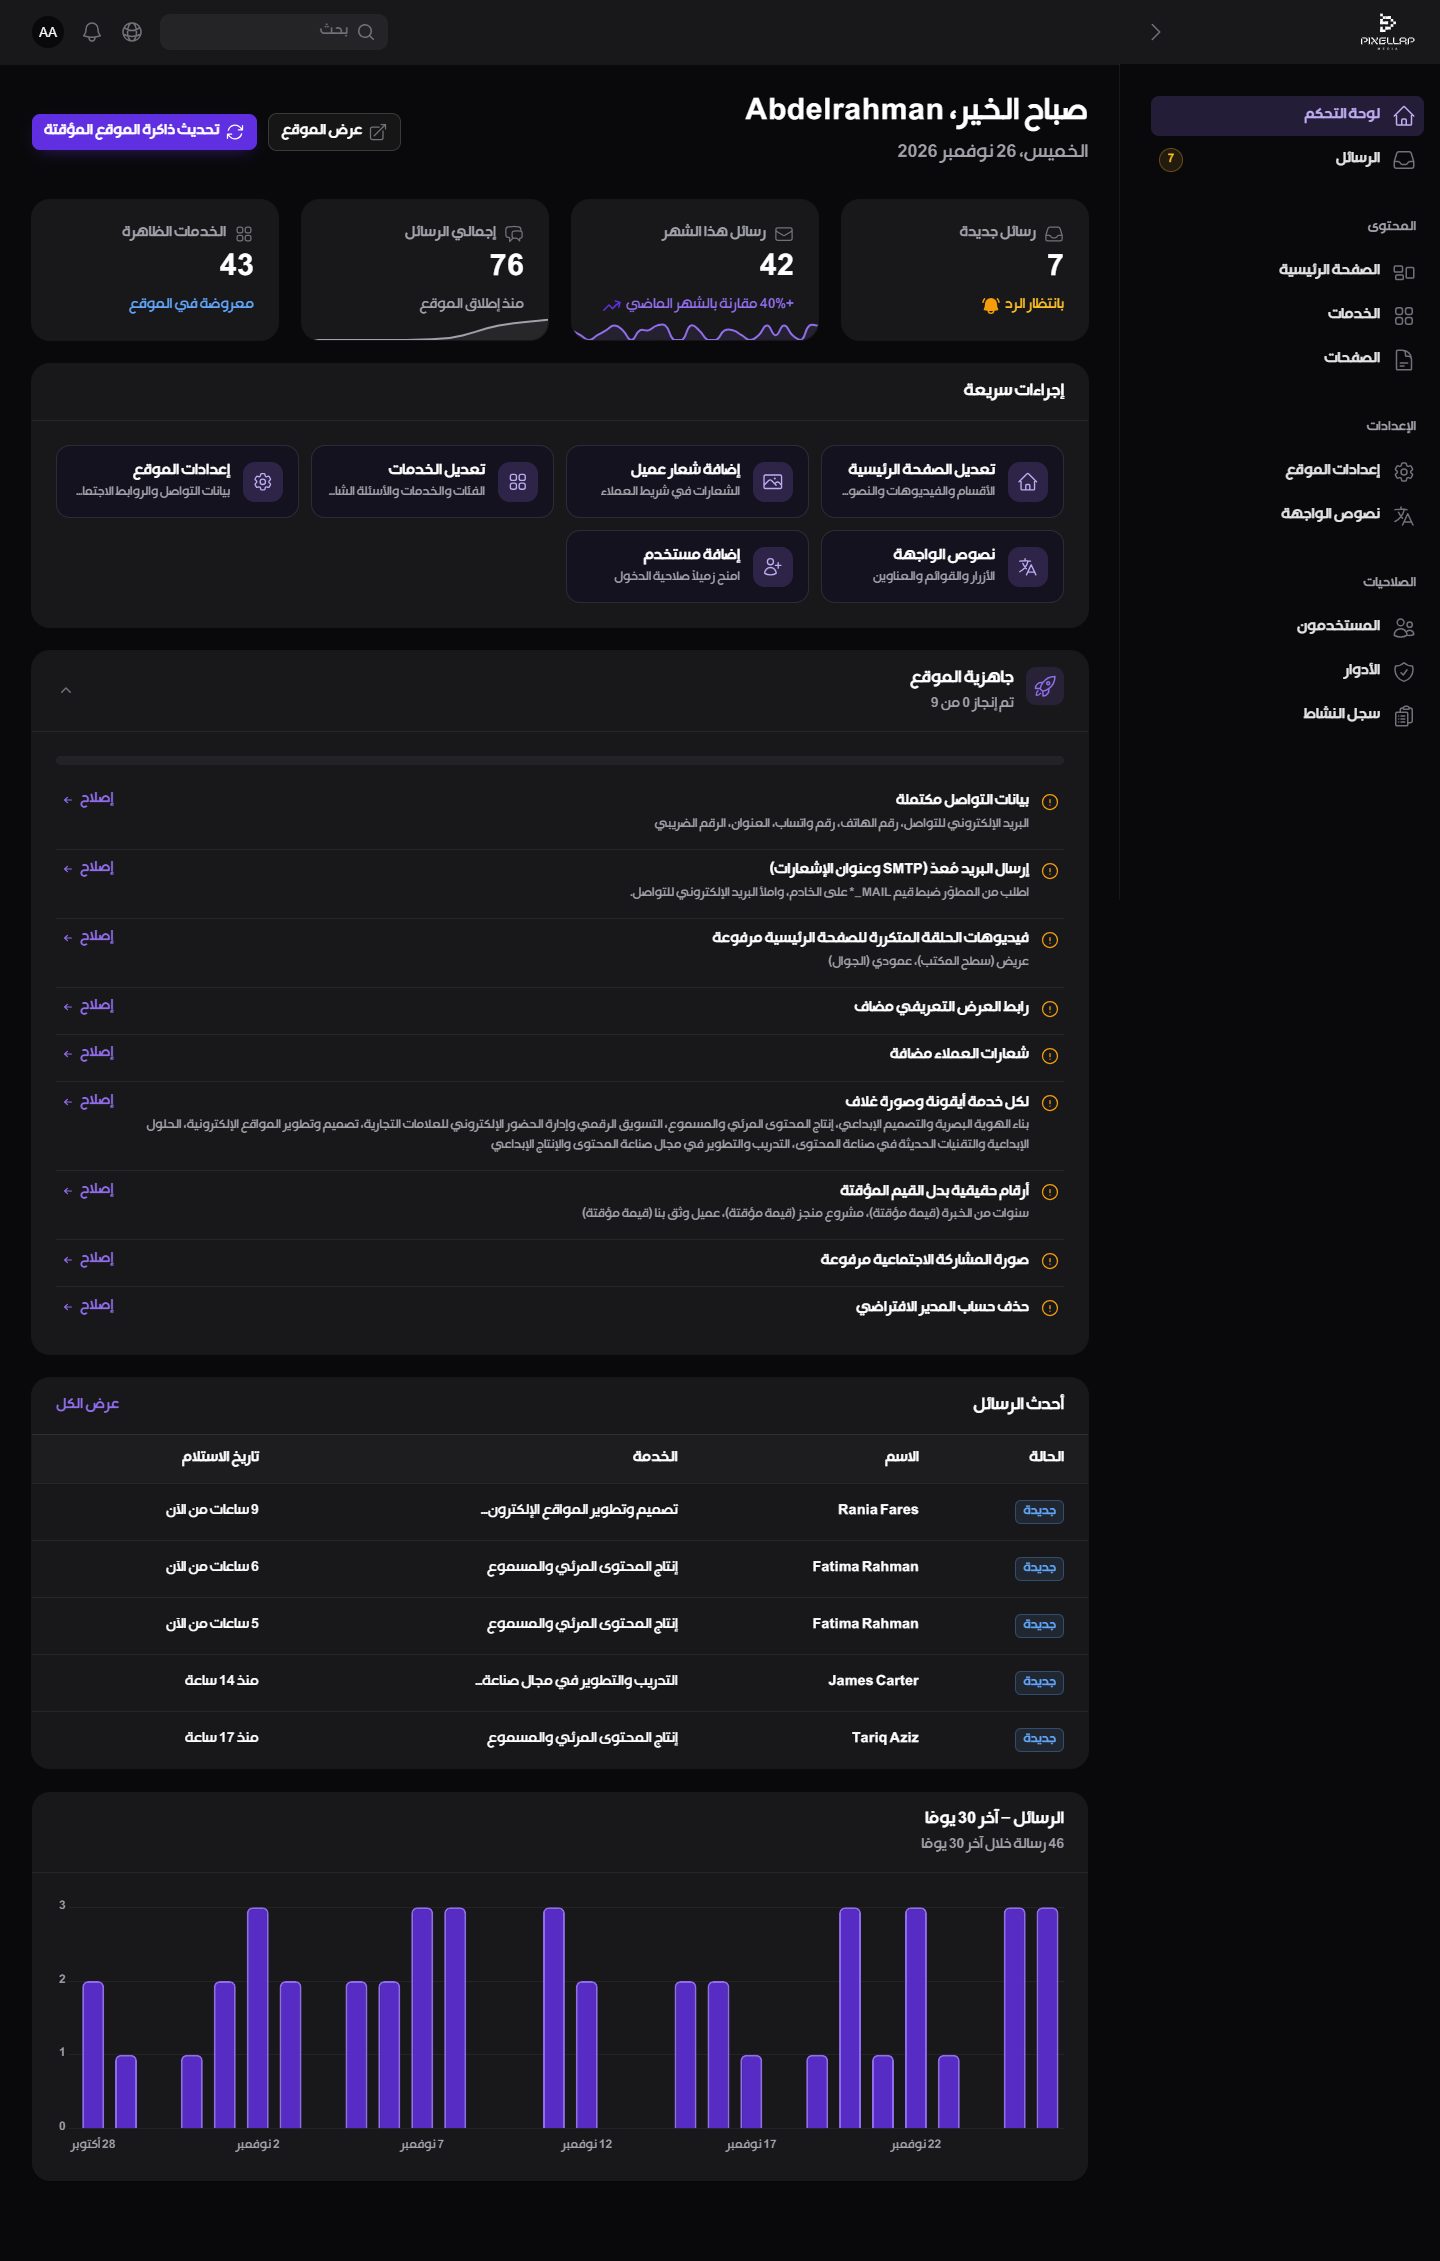 PIXELLAP
MEDIA
بحث
AA
لوحة التحكم
الرسائل
7
المحتوى
الصفحة الرئيسية
الخدمات
الصفحات
الإعدادات
إعدادات الموقع
نصوص الواجهة
الصلاحيات
المستخدمون
الأدوار
سجل النشاط
صباح الخير، Abdelrahman
الخميس، 26 نوفمبر 2026
عرض الموقع
تحديث ذاكرة الموقع المؤقتة
رسائل جديدة
7
بانتظار الرد
رسائل هذا الشهر
42
+40% مقارنة بالشهر الماضي
إجمالي الرسائل
76
منذ إطلاق الموقع
الخدمات الظاهرة
43
معروضة في الموقع
إجراءات سريعة
تعديل الصفحة الرئيسية
الأقسام والفيديوهات والنصو...
إضافة شعار عميل
الشعارات في شريط العملاء
تعديل الخدمات
الفئات والخدمات والأسئلة الشا...
إعدادات الموقع
بيانات التواصل والروابط الاجتما...
نصوص الواجهة
الأزرار والقوائم والعناوين
إضافة مستخدم
امنح زميلاً صلاحية الدخول
جاهزية الموقع
تم إنجاز 0 من 9
بيانات التواصل مكتملة
إصلاح
البريد الإلكتروني للتواصل، رقم الهاتف، رقم واتساب، العنوان، الرقم الضريبي
إرسال البريد مُعدّ (SMTP وعنوان الإشعارات)
إصلاح
اطلب من المطوّر ضبط قيم MAIL_* على الخادم، واملأ البريد الإلكتروني للتواصل.
فيديوهات الحلقة المتكررة للصفحة الرئيسية مرفوعة
إصلاح
عريض (سطح المكتب)، عمودي (الجوال)
رابط العرض التعريفي مضاف
إصلاح
شعارات العملاء مضافة
إصلاح
لكل خدمة أيقونة وصورة غلاف
إصلاح
بناء الهوية البصرية والتصميم الإبداعي، إنتاج المحتوى المرئي والمسموع، التسويق الرقمي وإدارة الحضور الإلكتروني للعلامات التجارية، تصميم وتطوير المواقع الإلكترونية، الحلول
الإبداعية والتقنيات الحديثة في صناعة المحتوى، التدريب والتطوير في مجال صناعة المحتوى والإنتاج الإبداعي
أرقام حقيقية بدل القيم المؤقتة
إصلاح
سنوات من الخبرة (قيمة مؤقتة)، مشروع منجز (قيمة مؤقتة)، عميل وثق بنا (قيمة مؤقتة)
صورة المشاركة الاجتماعية مرفوعة
إصلاح
حذف حساب المدير الافتراضي
إصلاح
أحدث الرسائل
عرض الكل
الحالة الاسم الخدمة تاريخ الاستلام
جديدة Rania Fares تصميم وتطوير المواقع الإلكترون... 9 ساعات من الآن
جديدة Fatima Rahman إنتاج المحتوى المرئي والمسموع 6 ساعات من الآن
جديدة Fatima Rahman إنتاج المحتوى المرئي والمسموع 5 ساعات من الآن
جديدة James Carter التدريب والتطوير في مجال صناعة... منذ 14 ساعة
جديدة Tariq Aziz إنتاج المحتوى المرئي والمسموع منذ 17 ساعة
الرسائل – آخر 30 يومًا
46 رسالة خلال آخر 30 يومًا
3
2
1
0
28 أكتوبر 2 نوفمبر 7 نوفمبر 12 نوفمبر 17 نوفمبر 22 نوفمبر